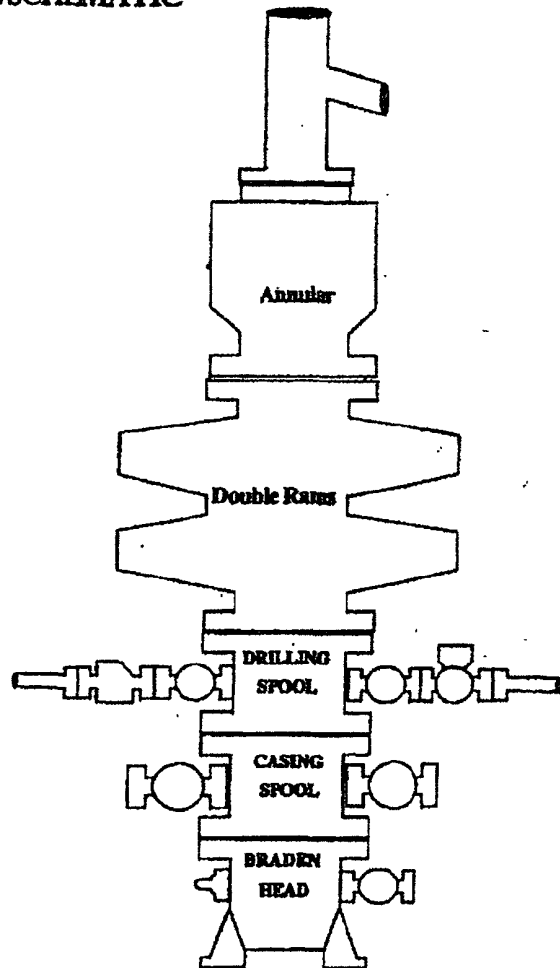 Annular
Double Rams
DRILLING
SPOOL
CASING
SPOOL
BRADEN
HEAD